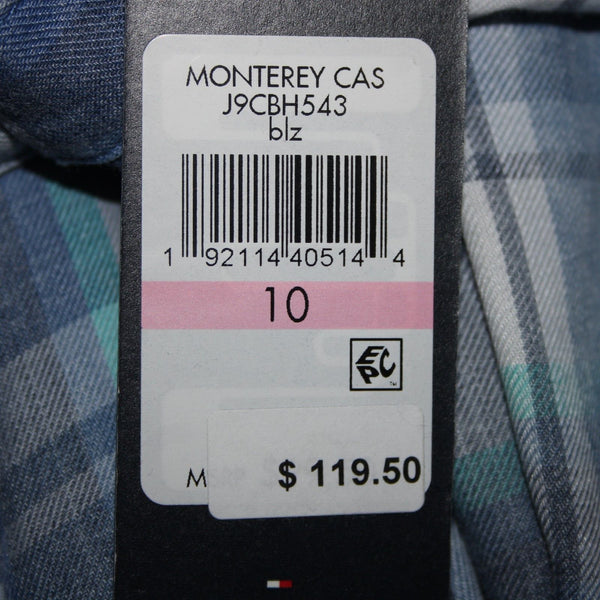 MONTEREY CAS
J9CBH543
blz
1 92114 40514 4
10
EPC
$ 119.50